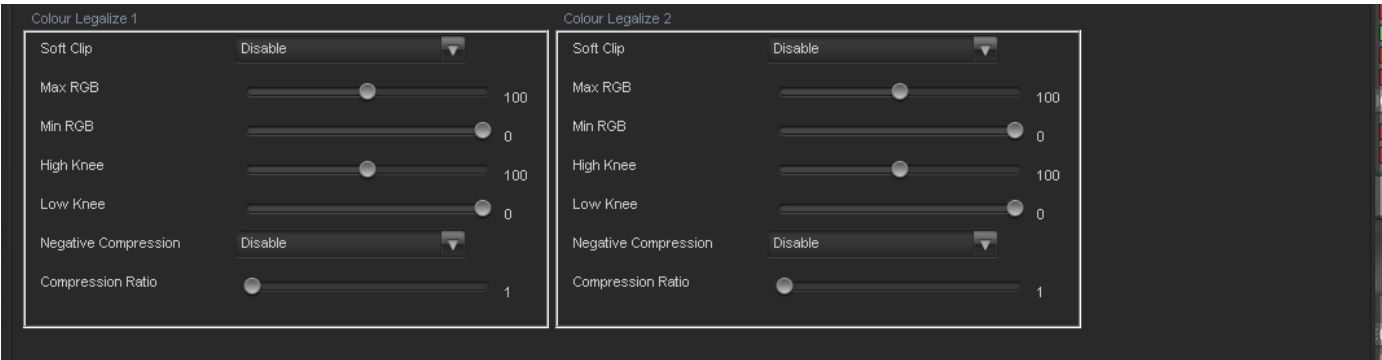 Colour Legalize 1
Soft Clip
Disable
Max RGB
100
Min RGB
0
High Knee
100
Low Knee
0
Negative Compression
Disable
Compression Ratio
1
Colour Legalize 2
Soft Clip
Disable
Max RGB
100
Min RGB
0
High Knee
100
Low Knee
0
Negative Compression
Disable
Compression Ratio
1